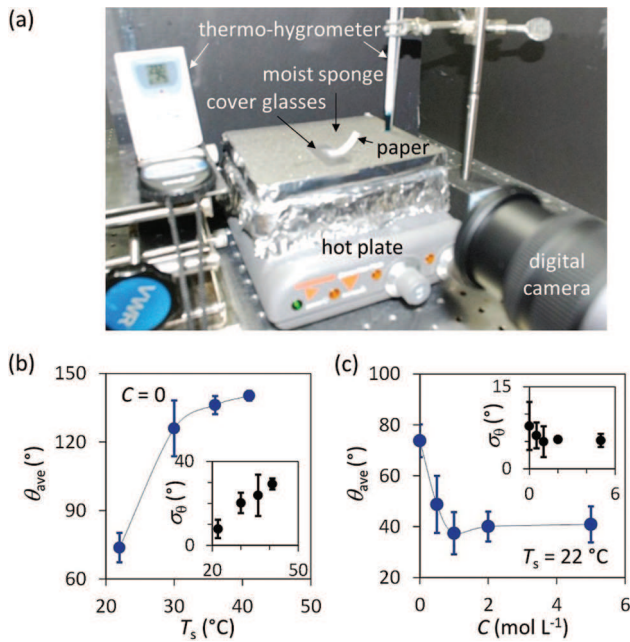 (a)
thermo-hygrometer
moist sponge
cover glasses
paper
hot plate
digital
camera
VWR
(b)
150
120
90
60
20
30
40
50
θave (°)
Ts (°C)
C = 0
40
0
20
50
σθ (°)
(c)
100
80
60
40
20
0
2
4
6
θave (°)
C (mol L-1)
Ts = 22 °C
15
0
0
6
σθ (°)